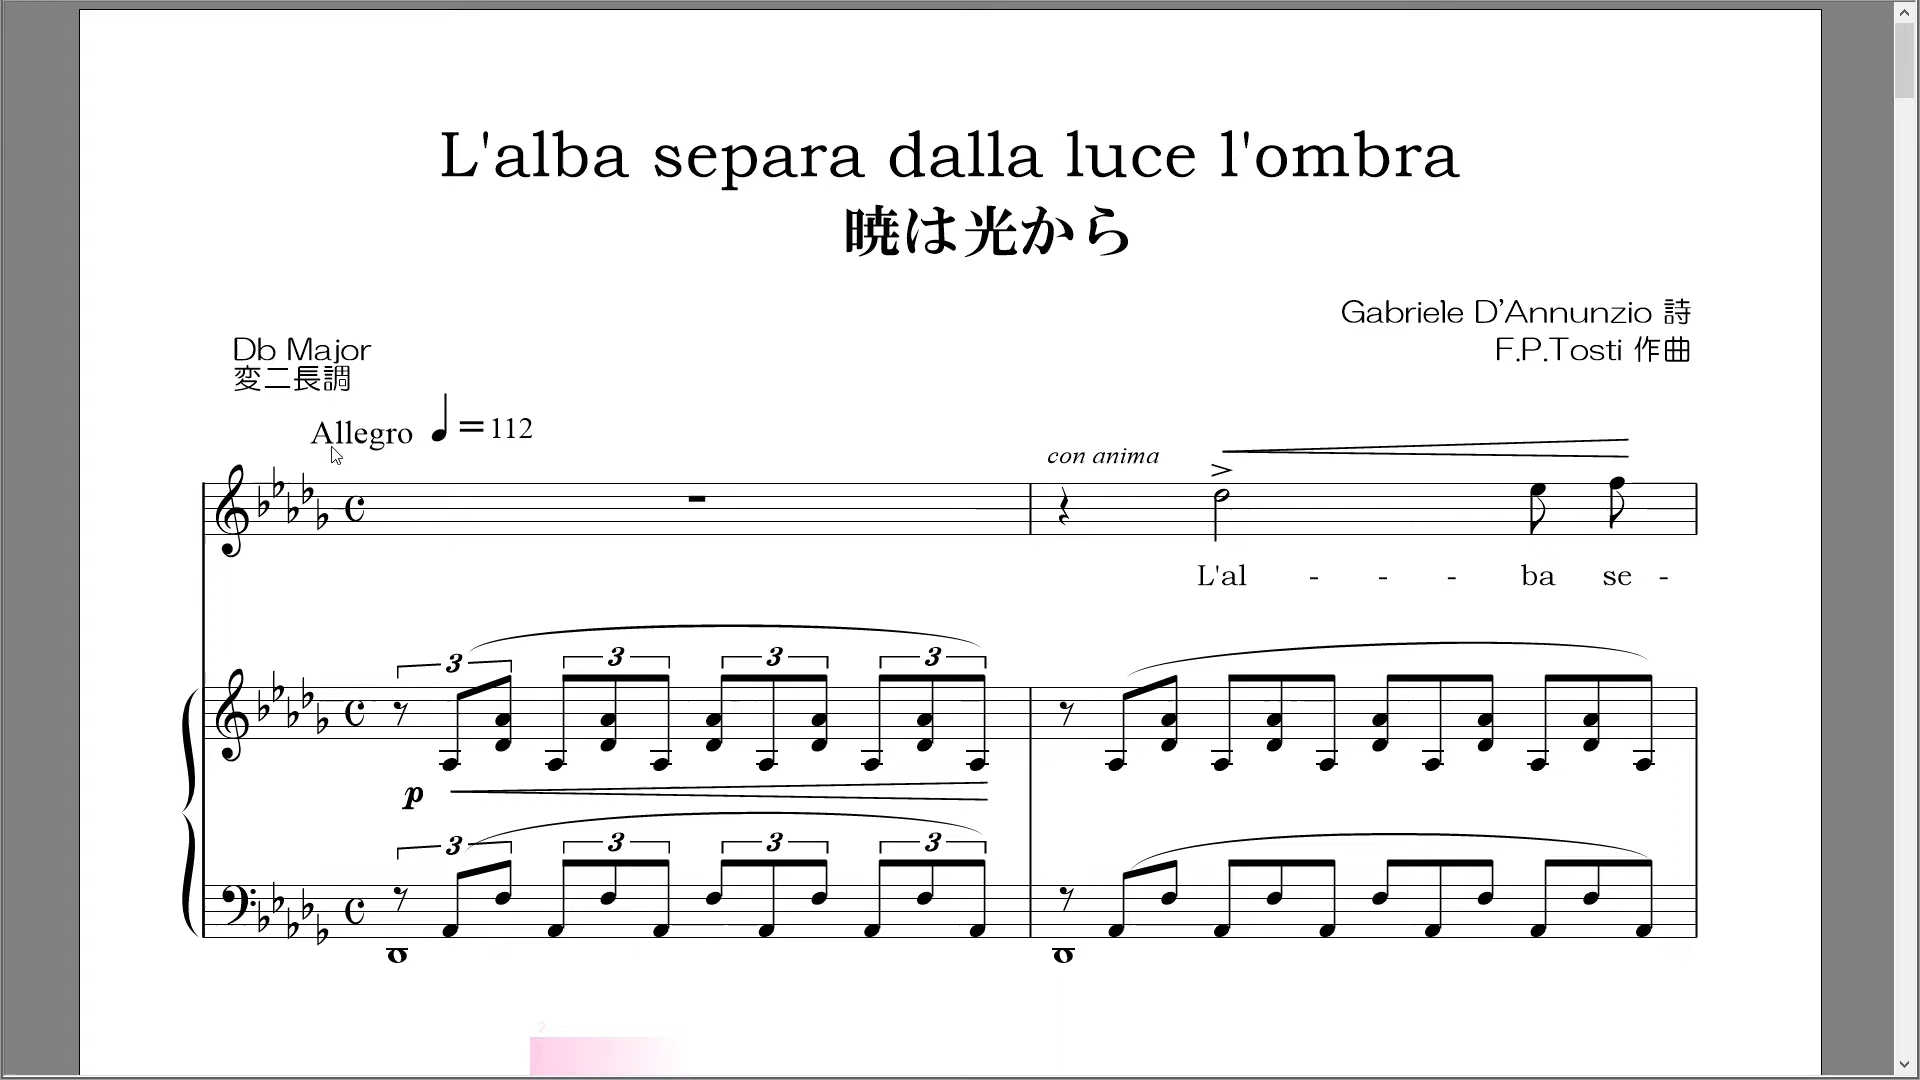 L'alba separa dalla luce l'ombra
暁は光から
Gabriele D'Annunzio 詩
F.P.Tosti 作曲
Db Major
変二長調
Allegro ♩=112
con anima
L'al - - - ba se -
3 3 3 3
p
3 3 3 3
2